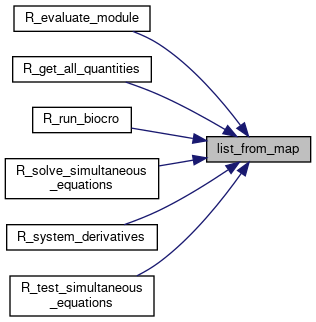 R_evaluate_module
R_get_all_quantities
R_run_biocro
list_from_map
R_solve_simultaneous
_equations
R_system_derivatives
R_test_simultaneous
_equations